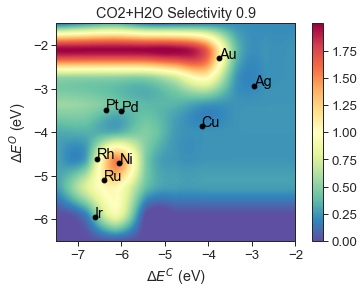 CO2+H2O Selectivity 0.9
−2
−3
−4
−5
−6
ΔE^O (eV)
Au
Ag
Pt
Pd
Cu
Rh
Ni
Ru
Ir
−7
−6
−5
−4
−3
−2
ΔE^C (eV)
1.75
1.50
1.25
1.00
0.75
0.50
0.25
0.00